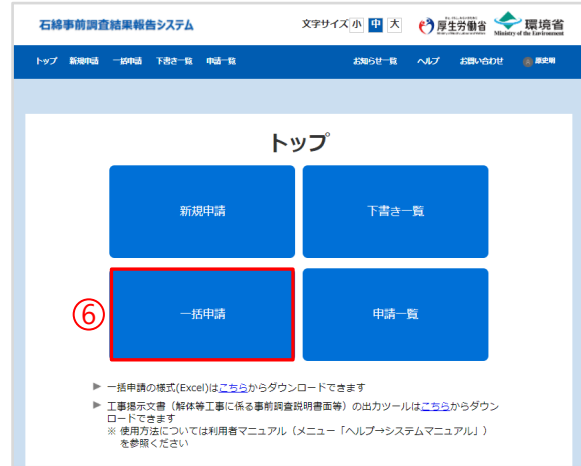 石綿事前調査結果報告システム
文字サイズ 小 中 大
厚生労働省
環境省
Ministry of the Environment
トップ 新規申請 一括申請 下書き一覧 申請一覧 お知らせ一覧 ヘルプ お問い合わせ
トップ
新規申請 下書き一覧
⑥ 一括申請 申請一覧
▶ 一括申請の様式(Excel)はこちらからダウンロードできます
▶ 工事掲示文書（解体等工事に係る事前調査説明書面等）の出力ツールはこちらからダウン
ロードできます
※ 使用方法については利用者マニュアル（メニュー「ヘルプ→システムマニュアル」）
を参照ください